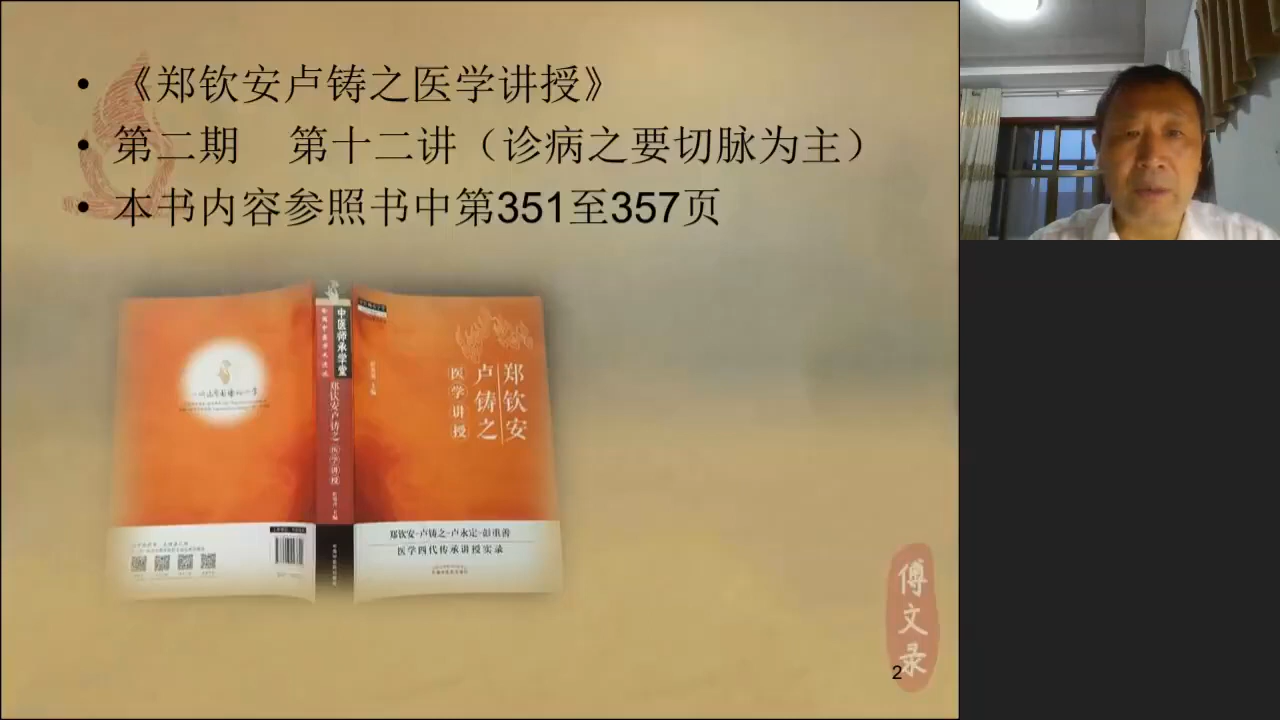 • 《郑钦安卢铸之医学讲授》
• 第二期 第十二讲（诊病之要切脉为主）
• 本书内容参照书中第351至357页
中医师承学堂
郑钦安卢铸之
医学讲授
郑钦安
卢铸之
医学讲授
郑钦安-卢铸之-卢永定-彭重善
医学四代传承讲授实录
傅文录
2